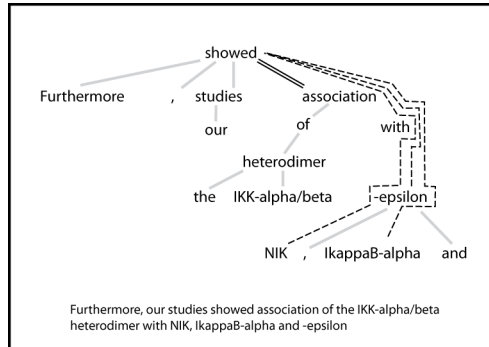 showed
Furthermore , studies association
our of with
heterodimer
the IKK-alpha/beta -epsilon
NIK , IkappaB-alpha and
Furthermore, our studies showed association of the IKK-alpha/beta
heterodimer with NIK, IkappaB-alpha and -epsilon